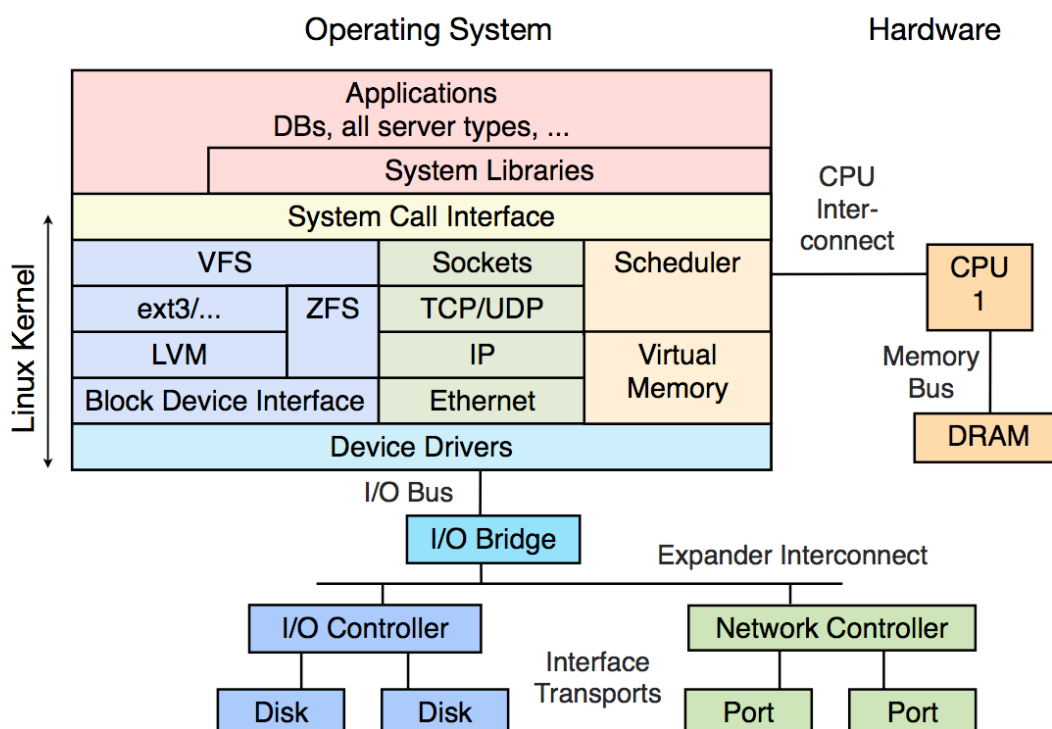 Operating System
Hardware
Applications
DBs, all server types, ...
System Libraries
System Call Interface
CPU
Inter-
connect
Linux Kernel
VFS
Sockets
Scheduler
CPU
1
ext3/...
ZFS
TCP/UDP
LVM
IP
Virtual
Memory
Memory
Bus
Block Device Interface
Ethernet
DRAM
Device Drivers
I/O Bus
I/O Bridge
Expander Interconnect
I/O Controller
Network Controller
Interface
Transports
Disk
Disk
Port
Port